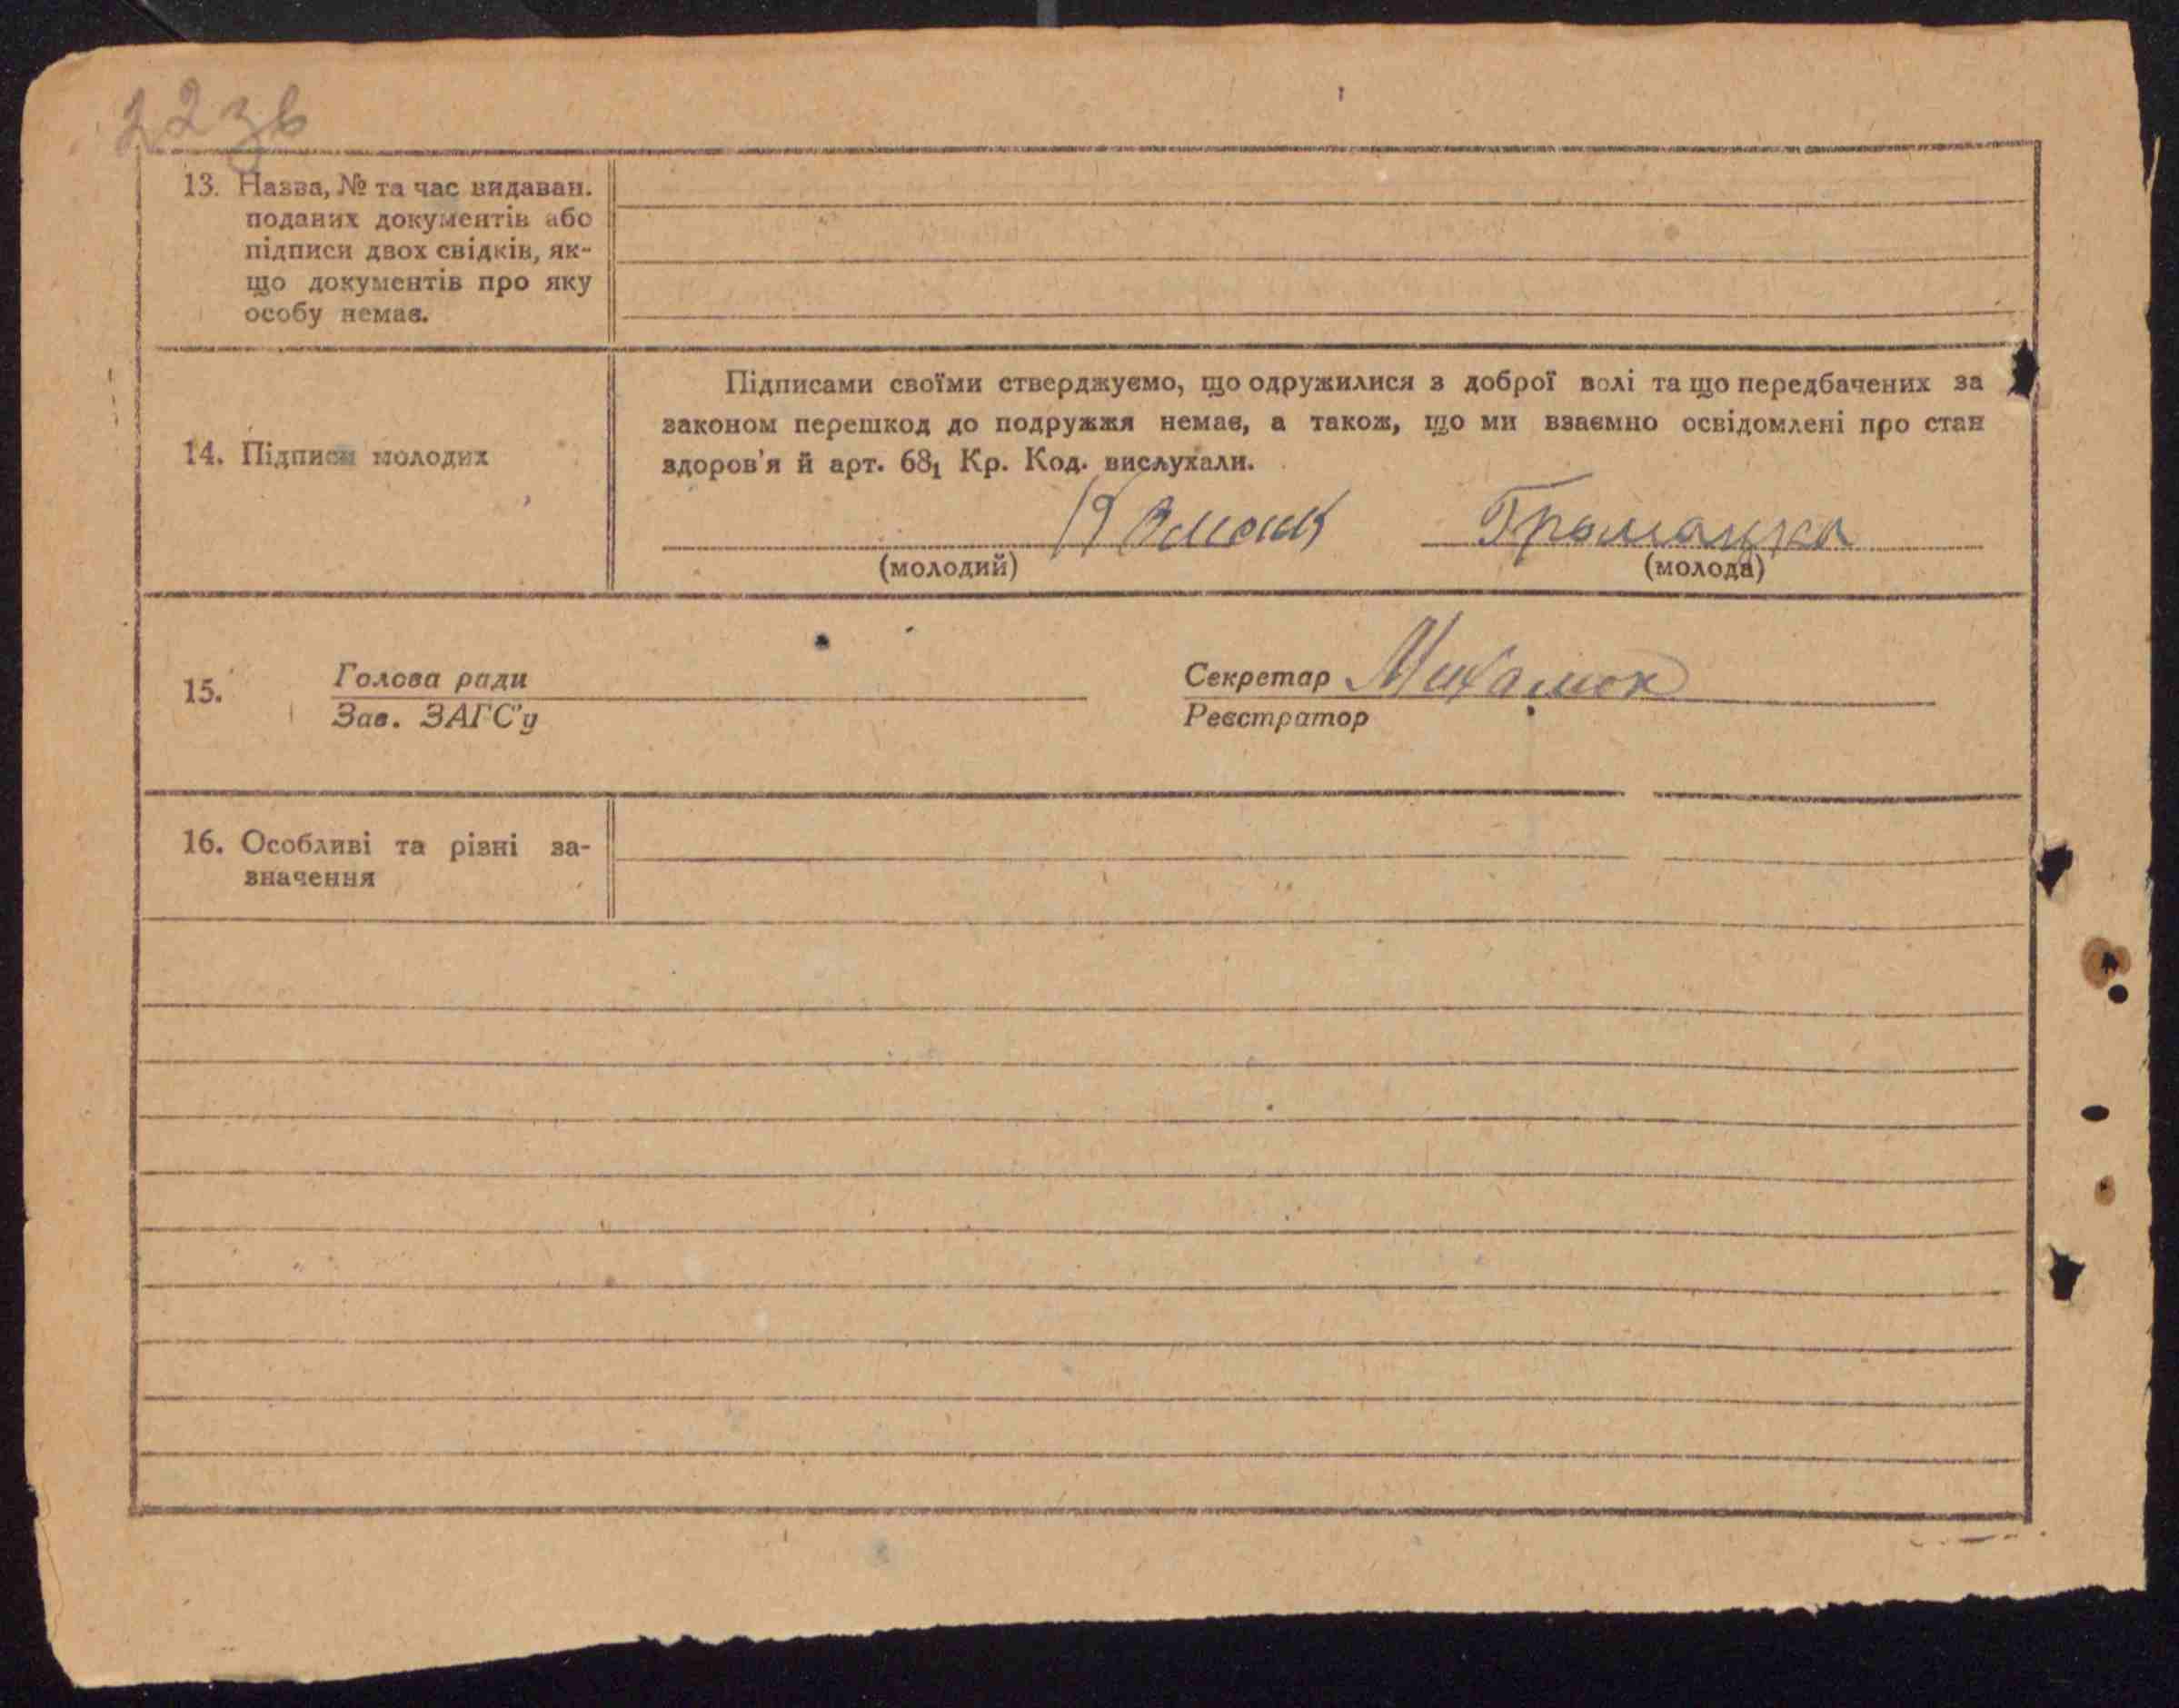 22зв
13. Назва, № та час видаван.
поданих документів або
підписи двох свідків, як-
що документів про яку
особу немає.
14. Підписи молодих
Підписами своїми стверджуємо, що одружилися з доброї волі та що передбачених за
законом перешкод до подружжя немає, а також, що ми взаємно освідомлені про стан
здоров'я й арт. 68₁ Кр. Код. вислухали.
Громацка
(молодий) (молода)
15. Голова ради Секретар
Зав. ЗАГС'у Реєстратор
16. Особливі та різні за-
значення